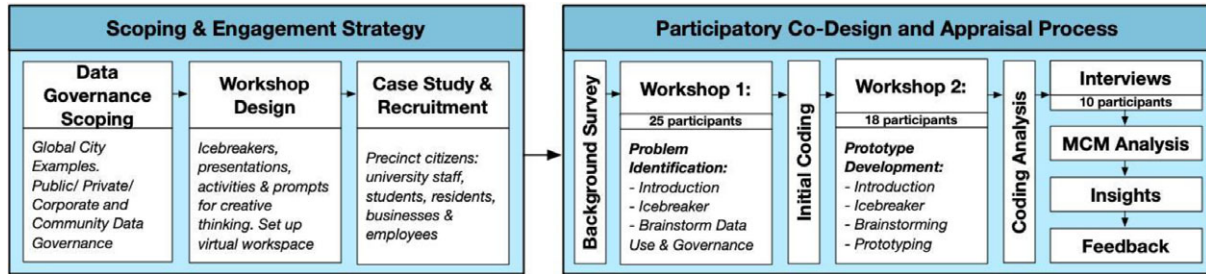 Scoping & Engagement Strategy
Data
Governance
Scoping
Global City
Examples.
Public/ Private/
Corporate and
Community Data
Governance
Workshop
Design
Icebreakers,
presentations,
activities & prompts
for creative
thinking. Set up
virtual workspace
Case Study &
Recruitment
Precinct citizens:
university staff,
students, residents,
businesses &
employees
Participatory Co-Design and Appraisal Process
Background Survey
Workshop 1:
25 participants
Problem
Identification:
- Introduction
- Icebreaker
- Brainstorm Data
Use & Governance
Initial Coding
Workshop 2:
18 participants
Prototype
Development:
- Introduction
- Icebreaker
- Brainstorming
- Prototyping
Coding Analysis
Interviews
10 participants
MCM Analysis
Insights
Feedback